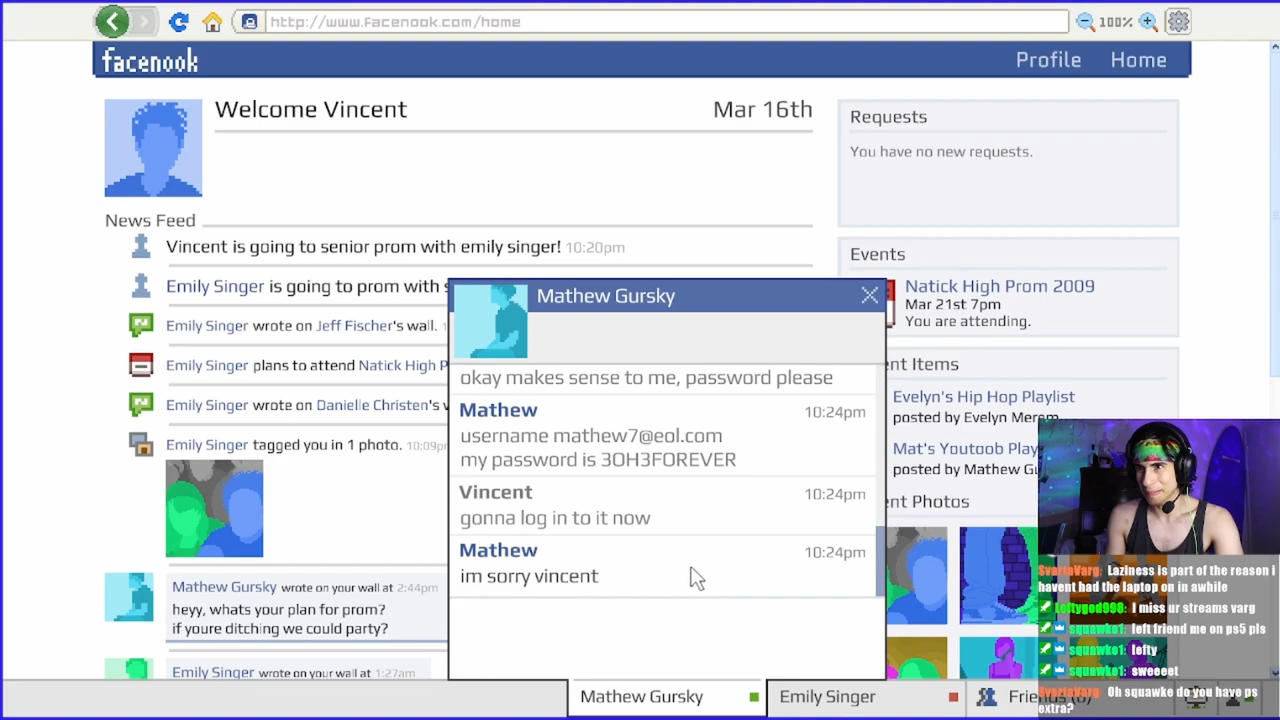 http://www.facenook.com/home
100%
facenook
Profile
Home
Welcome Vincent
Mar 16th
News Feed
Vincent is going to senior prom with emily singer! 10:20pm
Emily Singer is going to prom with
Emily Singer wrote on Jeff Fischer's wall.
Emily Singer plans to attend Natick High
Emily Singer wrote on Danielle Christen's
Emily Singer tagged you in 1 photo. 10:09pm
Mathew Gursky wrote on your wall at 2:44pm
heyy, whats your plan for prom?
if youre ditching we could party?
Emily Singer wrote on your wall at 1:27am
Mathew Gursky
okay makes sense to me, password please
Mathew 10:24pm
username mathew7@eol.com
my password is 3OH3FOREVER
Vincent 10:24pm
gonna log in to it now
Mathew 10:24pm
im sorry vincent
Requests
You have no new requests.
Events
Natick High Prom 2009
Mar 21st 7pm
You are attending.
Items
Evelyn's Hip Hop Playlist
posted by Evelyn Merem
Mat's Youtoob
posted by Mathew
Photos
Mathew Gursky
Emily Singer
SvariaVarg: Laziness is part of the reason i
havent had the laptop on in awhile
Leftygod998: I miss ur streams varg
squawko1: left friend me on ps5 pls
squawko1: lefty
squawko1: sweeeet
SvariaVarg: Oh squawke do you have ps
extra?